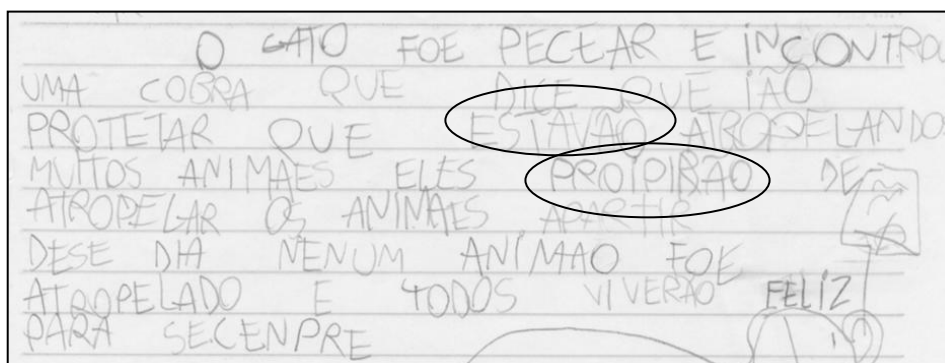 O GATO FOE PECEAR E INCONTRO
UMA COBRA QUE DICE QUE IÃO
PROTETAR QUE ESTAVÃO ATROPELANDO
MUITOS ANIMAES ELES PROIPIRÃO DE
ATROPELAR OS ANIMAES APARTIR
DESE DIA NENUM ANIMAO FOE
ATROPELADO E TODOS VIVERÃO FELIZ
PARA SECENPRE